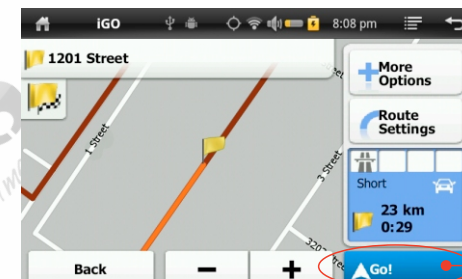 iGO
8:08 pm
1201 Street
More
Options
1 Street
3 Street
Route
Settings
Short
23 km
0:29
Back
Go!